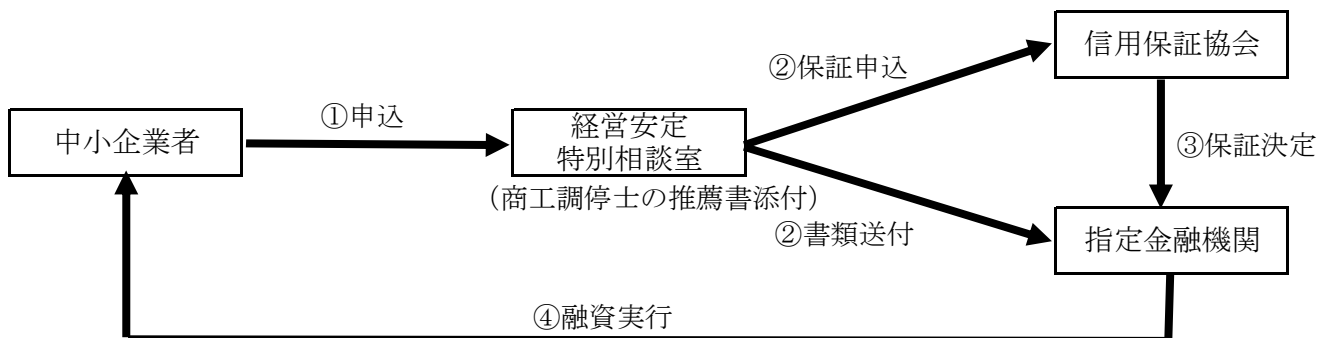 信用保証協会
②保証申込
①申込
中小企業者
経営安定
特別相談室
③保証決定
(商工調停士の推薦書添付)
②書類送付
指定金融機関
④融資実行